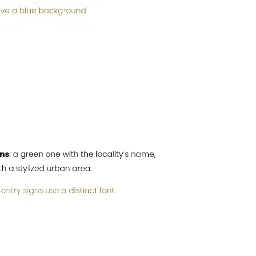 ve a blue background.
ns: a green one with the locality's name,
h a stylized urban area.
entry signs use a distinct font.